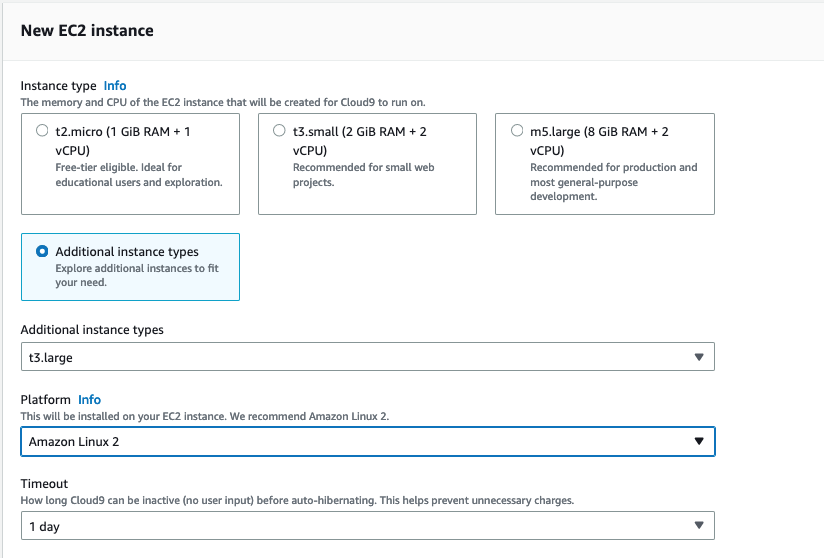 New EC2 instance
Instance type Info
The memory and CPU of the EC2 instance that will be created for Cloud9 to run on.
t2.micro (1 GiB RAM + 1
vCPU)
Free-tier eligible. Ideal for
educational users and exploration.
t3.small (2 GiB RAM + 2
vCPU)
Recommended for small web
projects.
m5.large (8 GiB RAM + 2
vCPU)
Recommended for production and
most general-purpose
development.
Additional instance types
Explore additional instances to fit
your need.
Additional instance types
t3.large
Platform Info
This will be installed on your EC2 instance. We recommend Amazon Linux 2.
Amazon Linux 2
Timeout
How long Cloud9 can be inactive (no user input) before auto-hibernating. This helps prevent unnecessary charges.
1 day